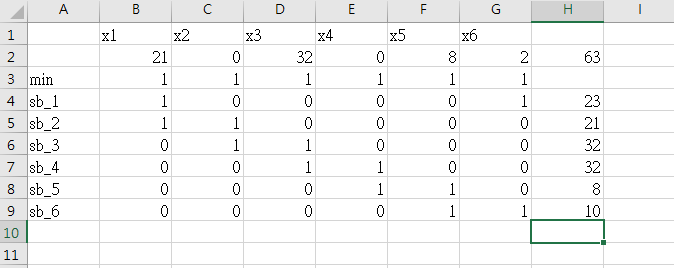 A B C D E F G H I
1 x1 x2 x3 x4 x5 x6
2 21 0 32 0 8 2 63
3 min 1 1 1 1 1 1
4 sb_1 1 0 0 0 0 1 23
5 sb_2 1 1 0 0 0 0 21
6 sb_3 0 1 1 0 0 0 32
7 sb_4 0 0 1 1 0 0 32
8 sb_5 0 0 0 1 1 0 8
9 sb_6 0 0 0 0 1 1 10
10
11